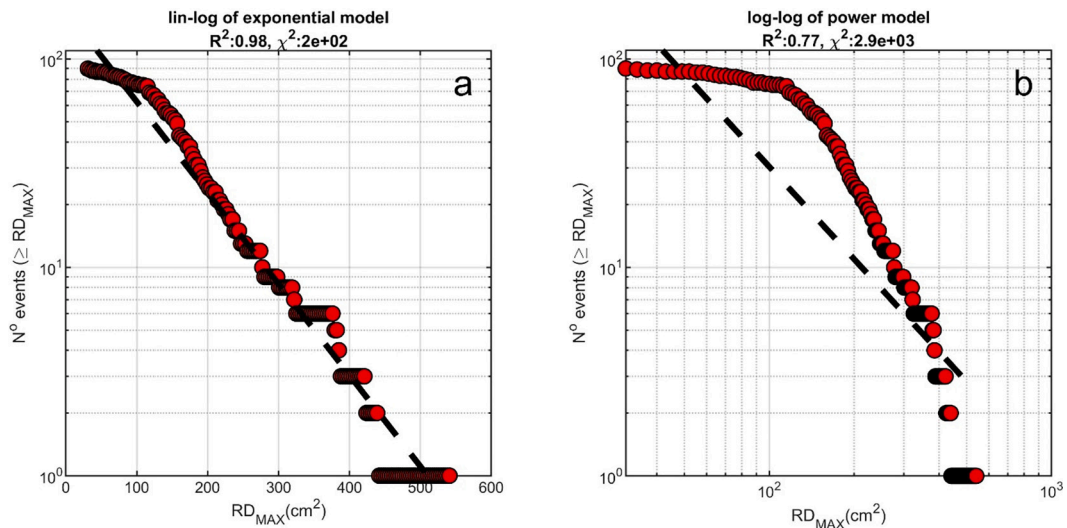 lin-log of exponential model
R²:0.98, χ²:2e+02
a
10²
10¹
10⁰
Nº events (≥ RD_MAX)
0 100 200 300 400 500 600
RD_MAX(cm²)
log-log of power model
R²:0.77, χ²:2.9e+03
b
10²
10¹
10⁰
Nº events (≥ RD_MAX)
10² 10³
RD_MAX(cm²)